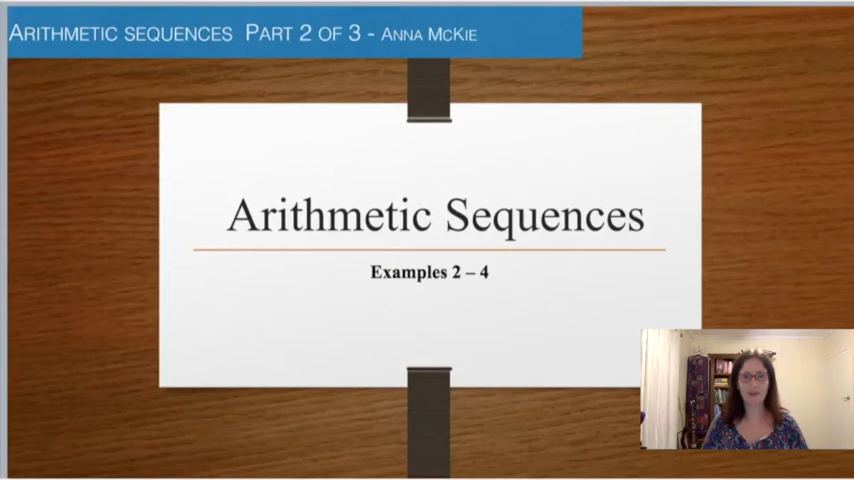 ARITHMETIC SEQUENCES PART 2 OF 3 - ANNA MCKIE
Arithmetic Sequences
Examples 2 – 4